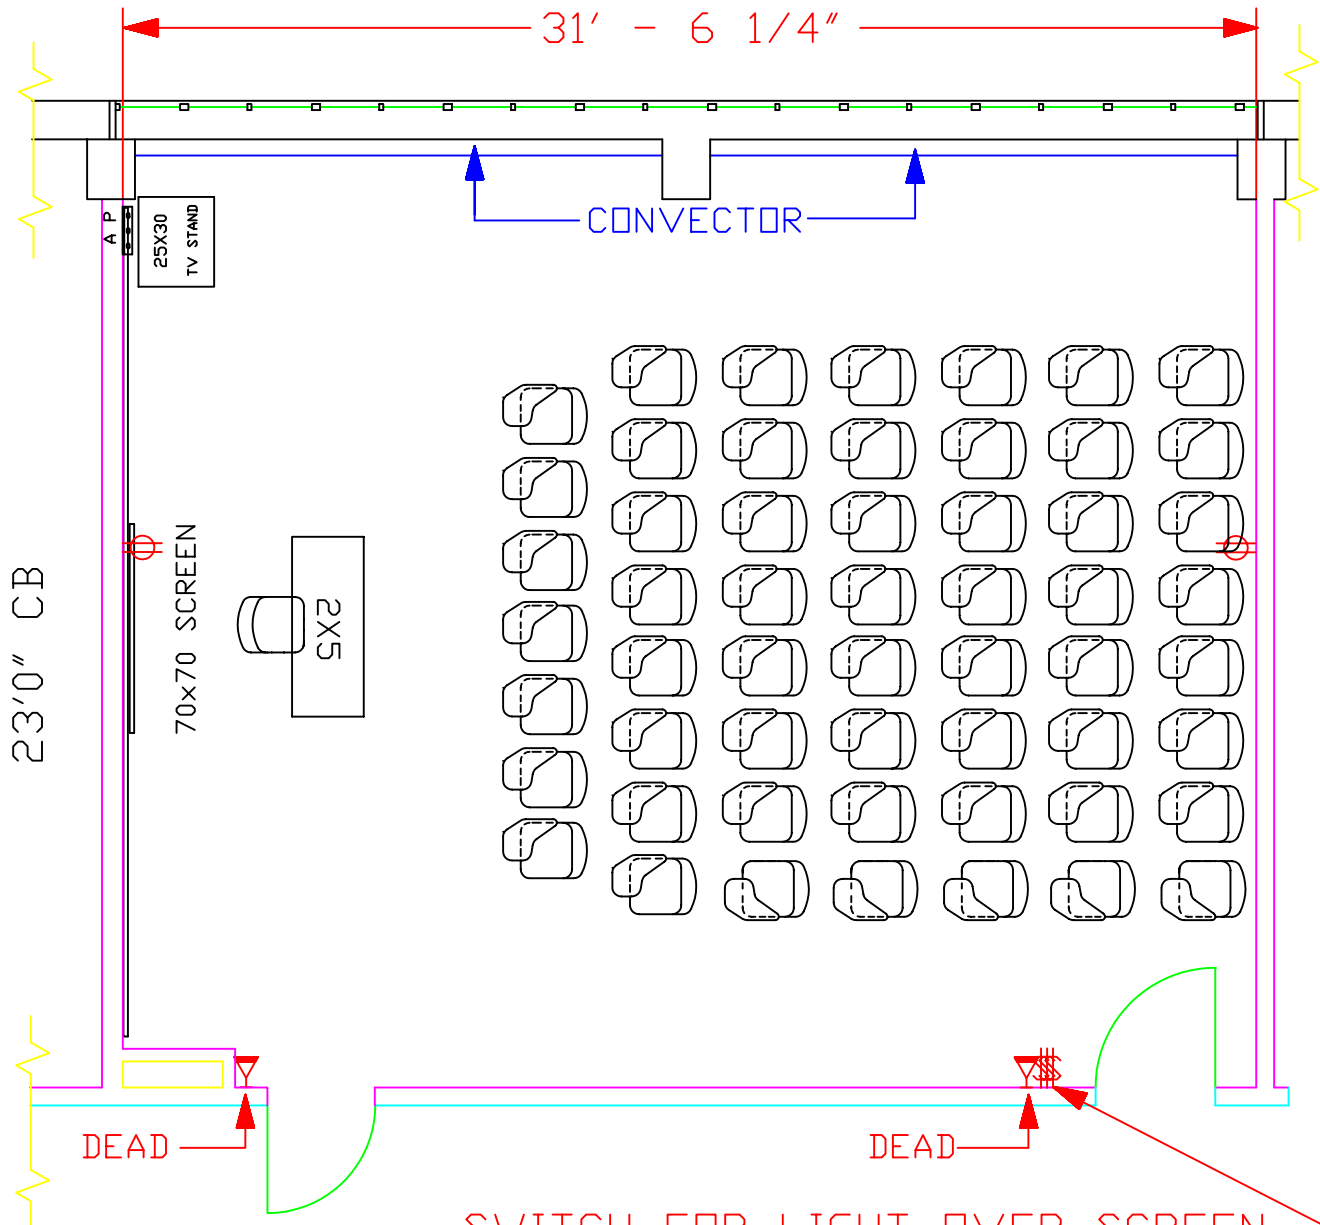 31' - 6 1/4"
CONVECTOR
A P
25X30
TV STAND
23'0" CB
70x70 SCREEN
2X5
DEAD
DEAD
SSS
SWITCH FOR LIGHT OVER SCREEN